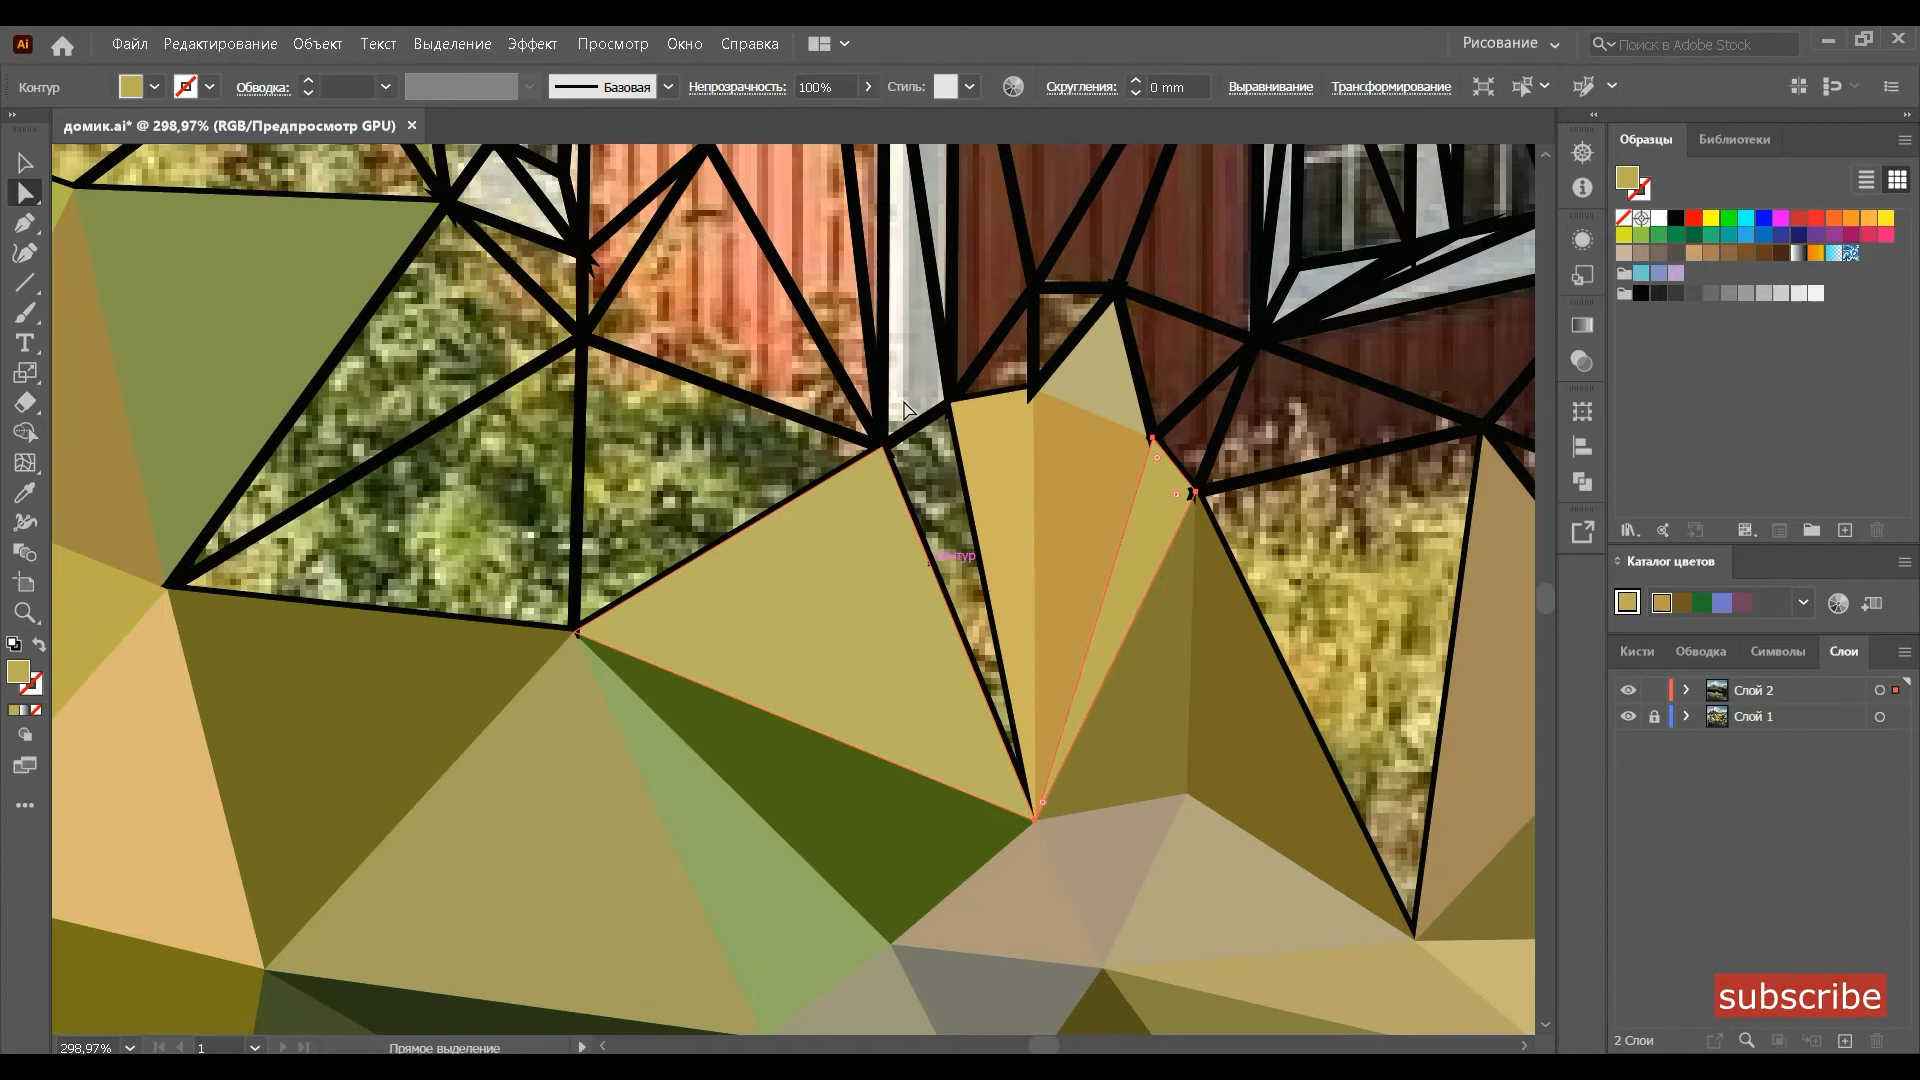 Ai Файл Редактирование Объект Текст Выделение Эффект Просмотр Окно Справка Рисование Поиск в Adobe Stock
Контур Обводка: Базовая Непрозрачность: 100% Стиль: Скругления: 0 mm Выравнивание Трансформирование
домик.ai* @ 298,97% (RGB/Предпросмотр GPU)
Образцы Библиотеки
Каталог цветов
Кисти Обводка Символы Слои
Слой 2
Слой 1
subscribe
2 Слои
298,97% 1 Прямое выделение